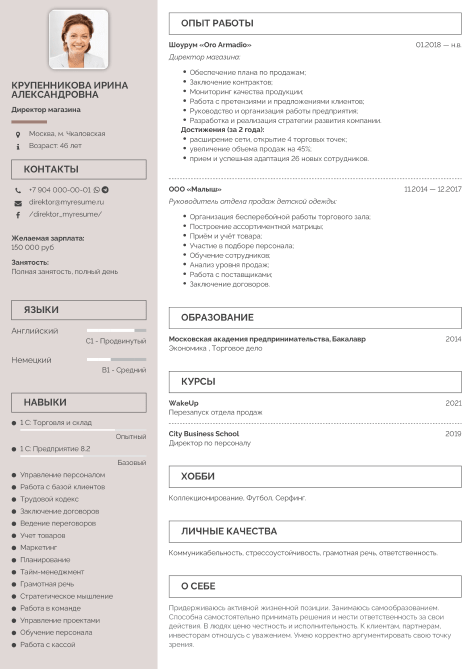 КРУПЕННИКОВА ИРИНА
АЛЕКСАНДРОВНА
Директор магазина
Москва, м. Чкаловская
Возраст: 46 лет
КОНТАКТЫ
+7 904 000-00-01
direktor@myresume.ru
/direktor_myresume/
Желаемая зарплата:
150 000 руб
Занятость:
Полная занятость, полный день
ЯЗЫКИ
Английский
C1 - Продвинутый
Немецкий
B1 - Средний
НАВЫКИ
1 С: Торговля и склад
Опытный
1 С: Предприятие 8.2
Базовый
Управление персоналом
Работа с базой клиентов
Трудовой кодекс
Заключение договоров
Ведение переговоров
Учет товаров
Маркетинг
Планирование
Тайм-менеджмент
Грамотная речь
Стратегическое мышление
Работа в команде
Управление проектами
Обучение персонала
Работа с кассой
ОПЫТ РАБОТЫ
Шоурум «Oro Armadio» 01.2018 — н.в.
Директор магазина:
Обеспечение плана по продажам;
Заключение контрактов;
Мониторинг качества продукции;
Работа с претензиями и предложениями клиентов;
Руководство и организация работы предприятия;
Разработка и реализация стратегии развития компании.
Достижения (за 2 года):
расширение сети, открытие 4 торговых точек;
увеличение объема продаж на 45%;
прием и успешная адаптация 26 новых сотрудников.
ООО «Малыш» 11.2014 — 12.2017
Руководитель отдела продаж детской одежды:
Организация бесперебойной работы торгового зала;
Построение ассортиментной матрицы;
Приём и учёт товара;
Участие в подборе персонала;
Обучение сотрудников;
Анализ уровня продаж;
Работа с поставщиками;
Заключение договоров.
ОБРАЗОВАНИЕ
Московская академия предпринимательства, Бакалавр 2014
Экономика , Торговое дело
КУРСЫ
WakeUp 2021
Перезапуск отдела продаж
City Business School 2019
Директор по персоналу
ХОББИ
Коллекционирование, Футбол, Серфинг.
ЛИЧНЫЕ КАЧЕСТВА
Коммуникабельность, стрессоустойчивость, грамотная речь, ответственность.
О СЕБЕ
Придерживаюсь активной жизненной позиции. Занимаюсь самообразованием.
Способна самостоятельно принимать решения и нести ответственность за свои
действия. В людях ценю честность и исполнительность. К клиентам, партнерам,
инвесторам отношусь с уважением. Умею корректно аргументировать свою точку
зрения.